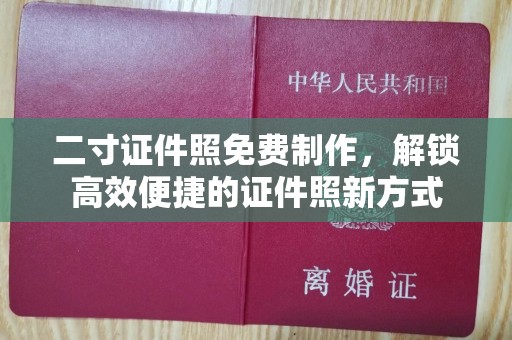 中华人民共和国
二寸证件照免费制作，解锁
高效便捷的证件照新方式
离婚证